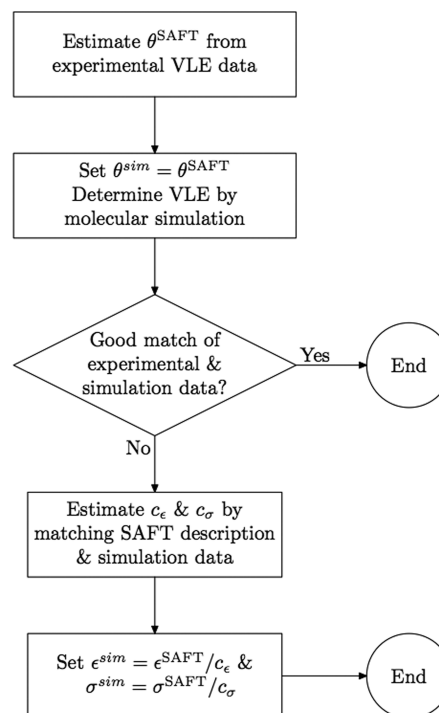 Estimate θ^SAFT from
experimental VLE data
Set θ^sim = θ^SAFT
Determine VLE by
molecular simulation
Good match of
experimental &
simulation data?
Yes
End
No
Estimate c_ϵ & c_σ by
matching SAFT description
& simulation data
Set ϵ^sim = ϵ^SAFT/c_ϵ &
σ^sim = σ^SAFT/c_σ
End